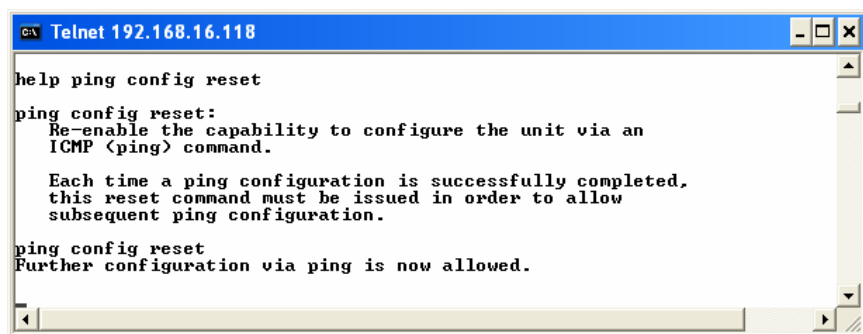 C:\ Telnet 192.168.16.118
help ping config reset
ping config reset:
Re-enable the capability to configure the unit via an
ICMP <ping> command.
Each time a ping configuration is successfully completed,
this reset command must be issued in order to allow
subsequent ping configuration.
ping config reset
Further configuration via ping is now allowed.